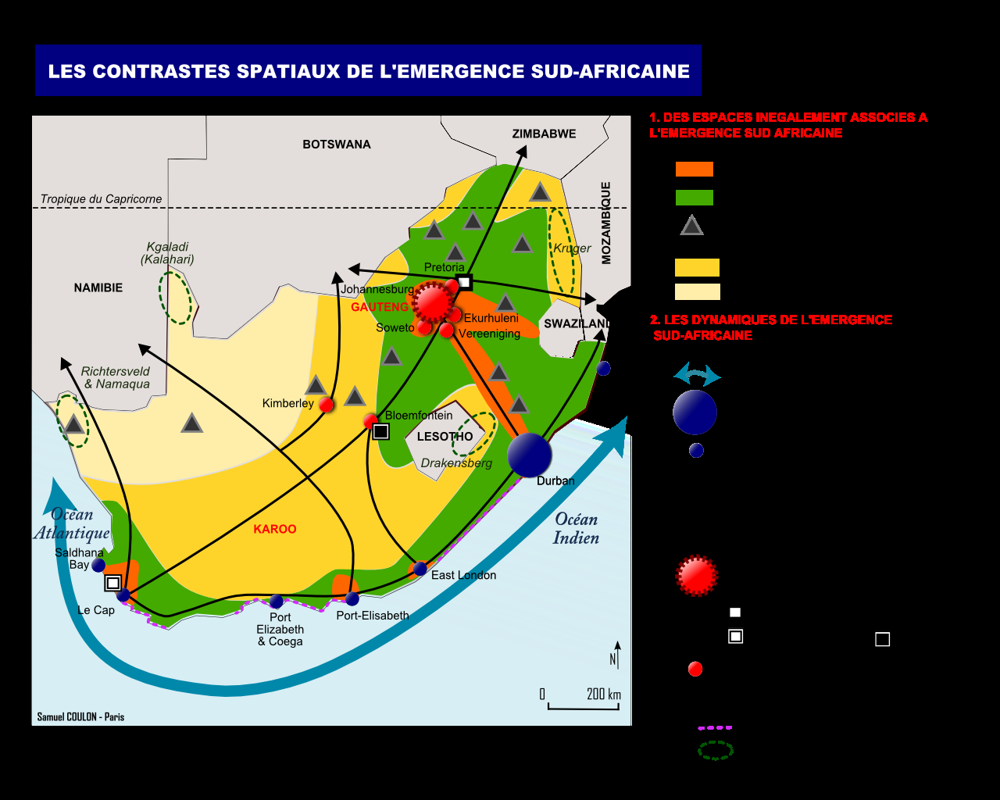 LES CONTRASTES SPATIAUX DE L'EMERGENCE SUD-AFRICAINE
1. DES ESPACES INEGALEMENT ASSOCIES A
L'EMERGENCE SUD AFRICAINE
2. LES DYNAMIQUES DE L'EMERGENCE
SUD-AFRICAINE
ZIMBABWE
BOTSWANA
MOZAMBIQUE
Tropique du Capricorne
Kgaladi
(Kalahari)
Kruger
Pretoria
NAMIBIE
Johannesburg
GAUTENG
Ekurhuleni
SWAZILAND
Soweto
Vereeniging
Richtersveld
& Namaqua
Kimberley
Bloemfontein
LESOTHO
Drakensberg
Durban
Océan
Atlantique
Océan
Indien
KAROO
Saldhana
Bay
East London
Le Cap
Port
Elizabeth
& Coega
Port-Elisabeth
N
0 200 km
Samuel COULON - Paris